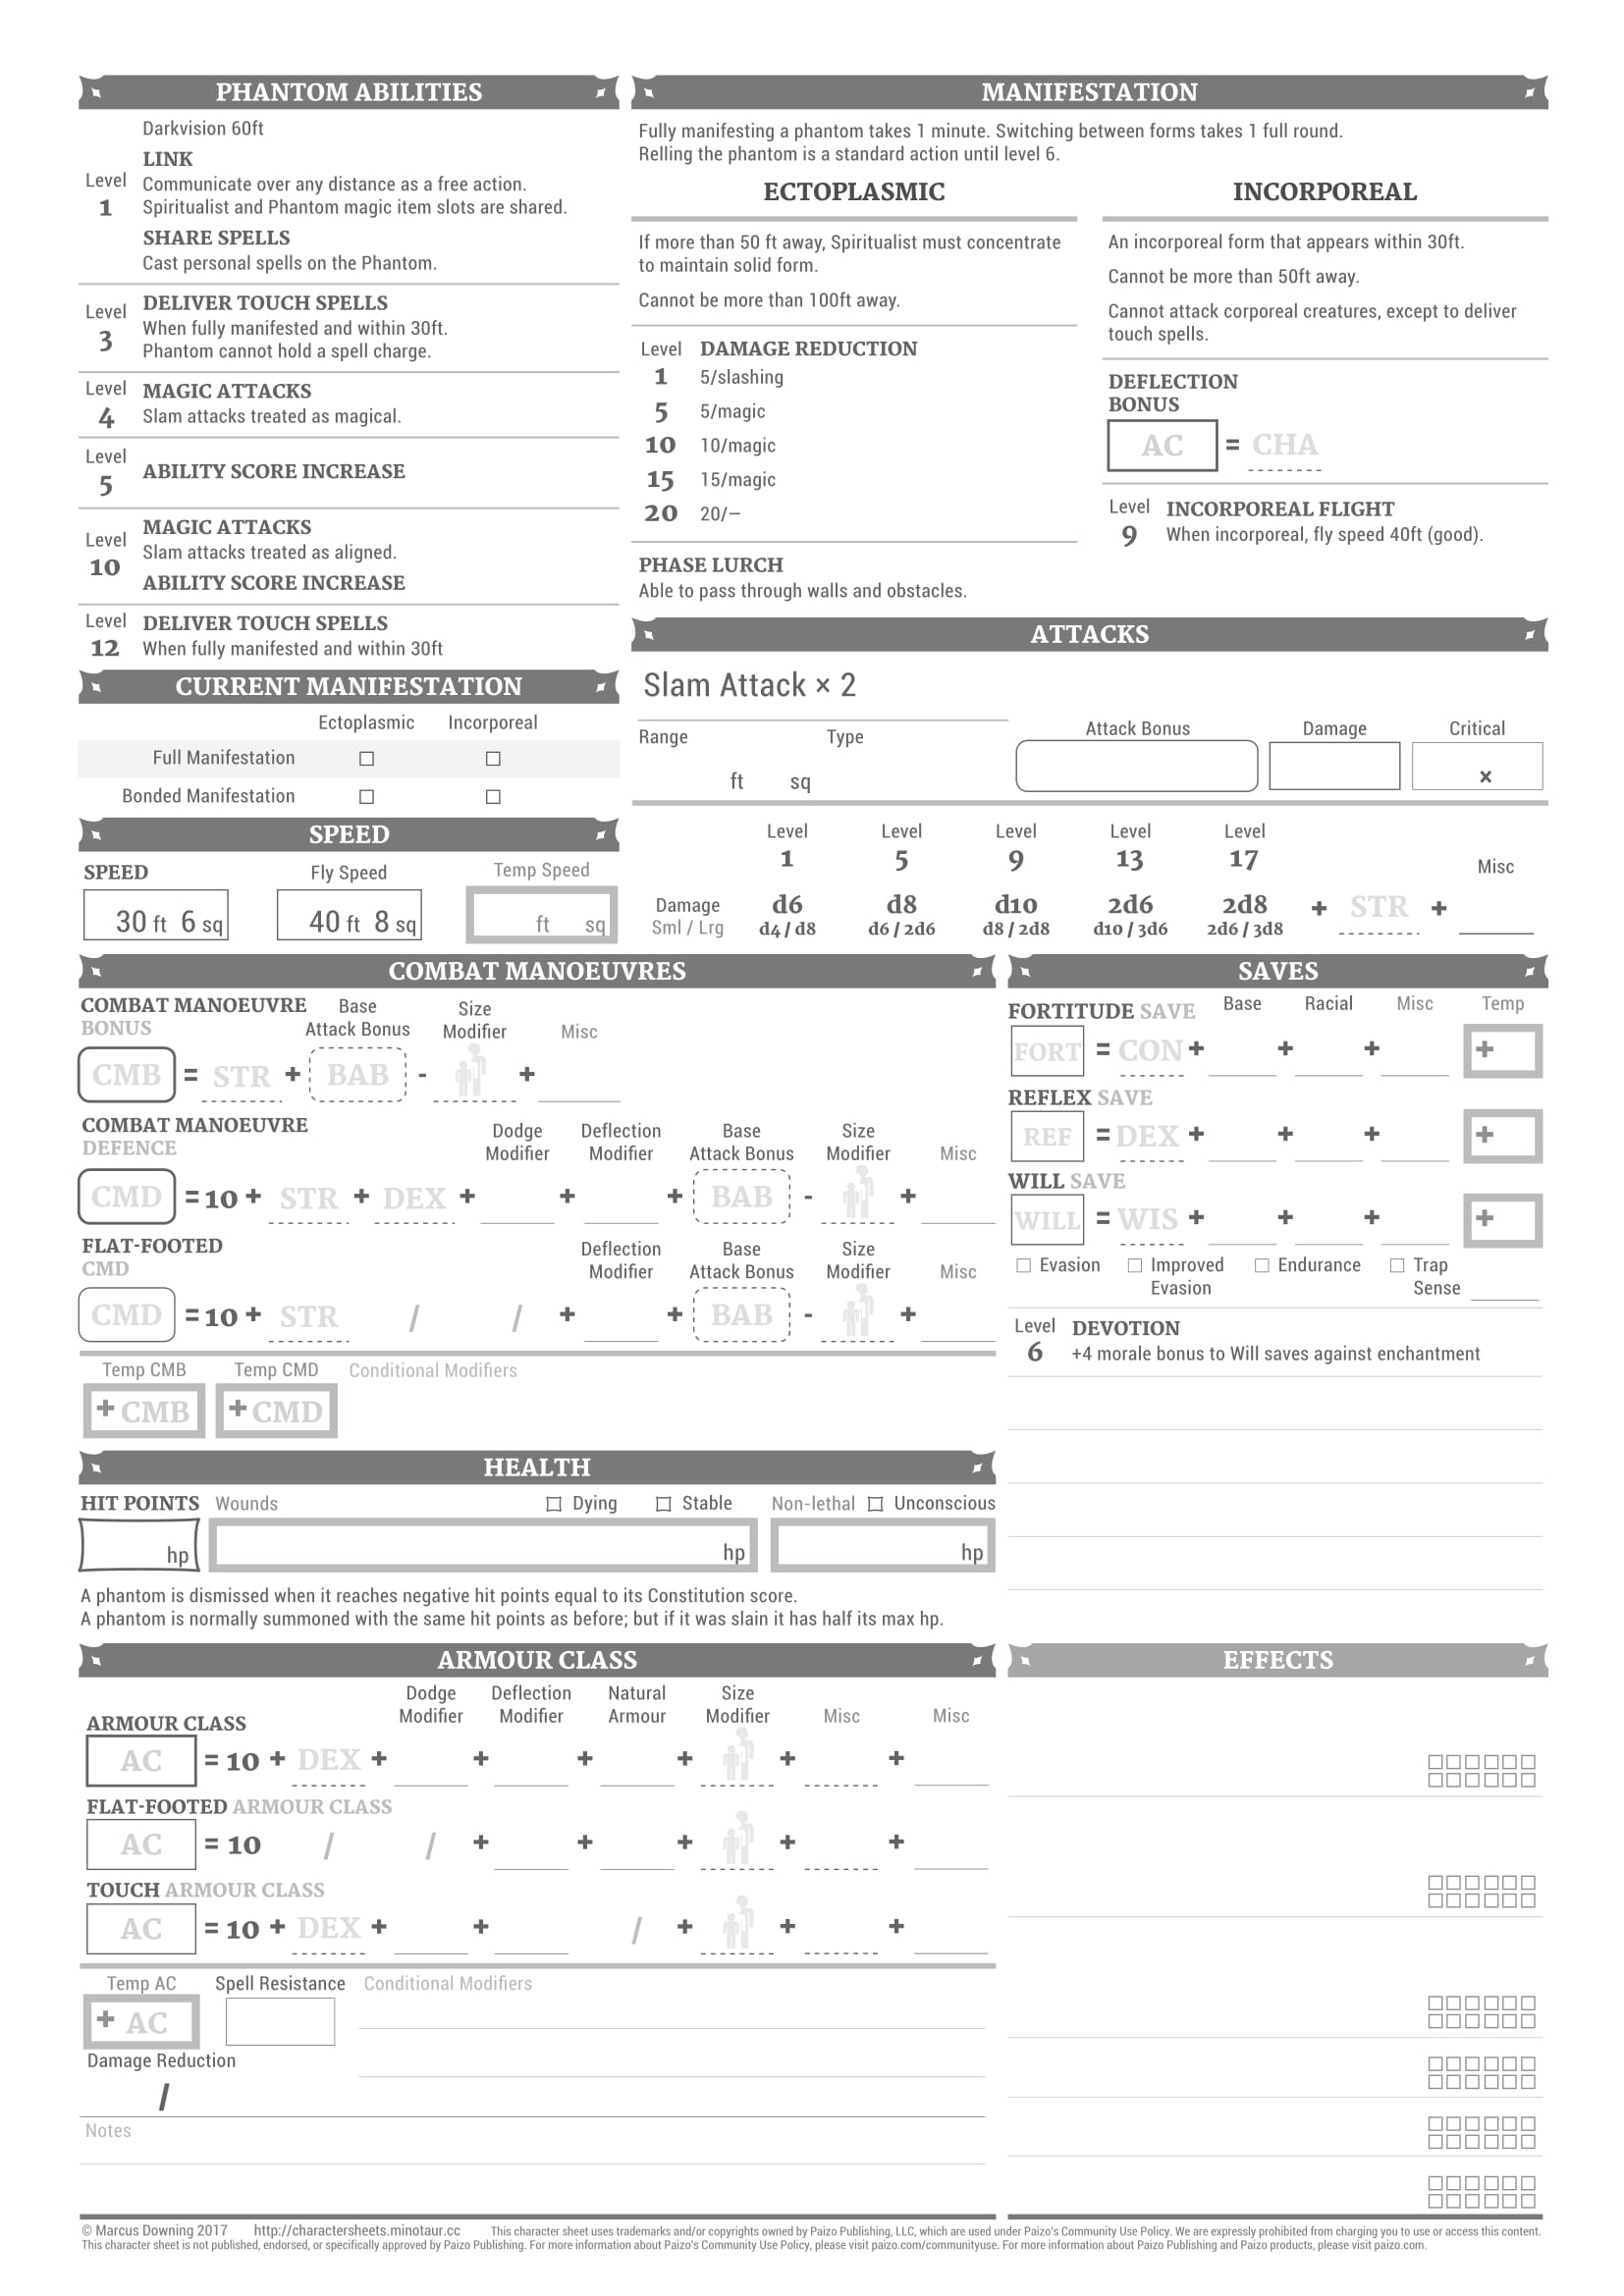 PHANTOM ABILITIES
Darkvision 60ft
LINK
Level 1 Communicate over any distance as a free action.
Spiritualist and Phantom magic item slots are shared.
SHARE SPELLS
Cast personal spells on the Phantom.
Level 3 DELIVER TOUCH SPELLS
When fully manifested and within 30ft.
Phantom cannot hold a spell charge.
Level 4 MAGIC ATTACKS
Slam attacks treated as magical.
Level 5 ABILITY SCORE INCREASE
Level 10 MAGIC ATTACKS
Slam attacks treated as aligned.
ABILITY SCORE INCREASE
Level 12 DELIVER TOUCH SPELLS
When fully manifested and within 30ft
MANIFESTATION
Fully manifesting a phantom takes 1 minute. Switching between forms takes 1 full round.
Relling the phantom is a standard action until level 6.
ECTOPLASMIC
If more than 50 ft away, Spiritualist must concentrate
to maintain solid form.
Cannot be more than 100ft away.
Level DAMAGE REDUCTION
1 5/slashing
5 5/magic
10 10/magic
15 15/magic
20 20/–
PHASE LURCH
Able to pass through walls and obstacles.
INCORPOREAL
An incorporeal form that appears within 30ft.
Cannot be more than 50ft away.
Cannot attack corporeal creatures, except to deliver
touch spells.
DEFLECTION
BONUS
AC = CHA
Level 9 INCORPOREAL FLIGHT
When incorporeal, fly speed 40ft (good).
CURRENT MANIFESTATION
Ectoplasmic Incorporeal
Full Manifestation
Bonded Manifestation
SPEED
SPEED Fly Speed Temp Speed
30 ft 6 sq 40 ft 8 sq ft sq
ATTACKS
Slam Attack × 2
Range Type Attack Bonus Damage Critical
ft sq ×
Level Level Level Level Level
1 5 9 13 17 Misc
Damage d6 d8 d10 2d6 2d8 + STR +
Sml / Lrg d4 / d8 d6 / 2d6 d8 / 2d8 d10 / 3d6 2d6 / 3d8
COMBAT MANOEUVRES
COMBAT MANOEUVRE Base Size
BONUS Attack Bonus Modifier Misc
CMB = STR + BAB - +
COMBAT MANOEUVRE Dodge Deflection Base Size
DEFENCE Modifier Modifier Attack Bonus Modifier Misc
CMD = 10 + STR + DEX + + + BAB - +
FLAT-FOOTED Deflection Base Size
CMD Modifier Attack Bonus Modifier Misc
CMD = 10 + STR / / + + BAB - +
Temp CMB Temp CMD Conditional Modifiers
+ CMB + CMD
SAVES
FORTITUDE SAVE Base Racial Misc Temp
FORT = CON + + + +
REFLEX SAVE
REF = DEX + + + +
WILL SAVE
WILL = WIS + + + +
Evasion Improved Endurance Trap
Evasion Sense
Level 6 DEVOTION
+4 morale bonus to Will saves against enchantment
HEALTH
HIT POINTS Wounds Dying Stable Non-lethal Unconscious
hp hp hp
A phantom is dismissed when it reaches negative hit points equal to its Constitution score.
A phantom is normally summoned with the same hit points as before; but if it was slain it has half its max hp.
ARMOUR CLASS
Dodge Deflection Natural Size
ARMOUR CLASS Modifier Modifier Armour Modifier Misc Misc
AC = 10 + DEX + + + + + 
FLAT-FOOTED ARMOUR CLASS
AC = 10 / / + + + + +
TOUCH ARMOUR CLASS
AC = 10 + DEX + + / + + +
Temp AC Spell Resistance Conditional Modifiers
+ AC
Damage Reduction
/
Notes
EFFECTS
© Marcus Downing 2017 http://charactersheets.minotaur.cc This character sheet uses trademarks and/or copyrights owned by Paizo Publishing, LLC, which are used under Paizo's Community Use Policy. We are expressly prohibited from charging you to use or access this content.
This character sheet is not published, endorsed, or specifically approved by Paizo Publishing. For more information about Paizo's Community Use Policy, please visit paizo.com/communityuse. For more information about Paizo Publishing and Paizo products, please visit paizo.com.